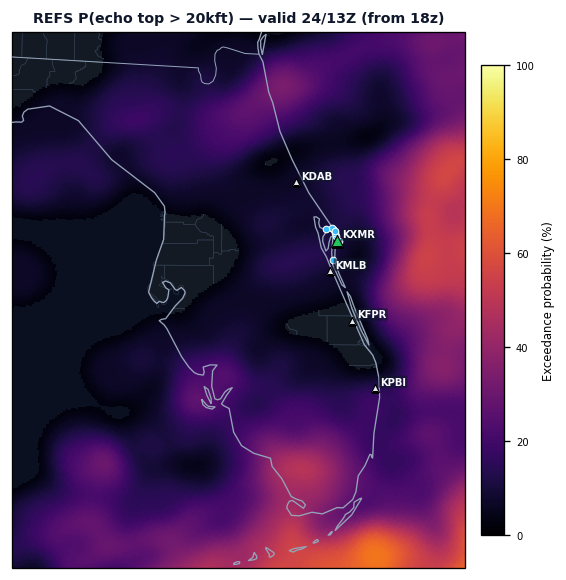 REFS P(echo top > 20kft) — valid 24/13Z (from 18z)
KDAB
KXMR
KMLB
KFPR
KPBI
100
80
60
40
20
0
Exceedance probability (%)